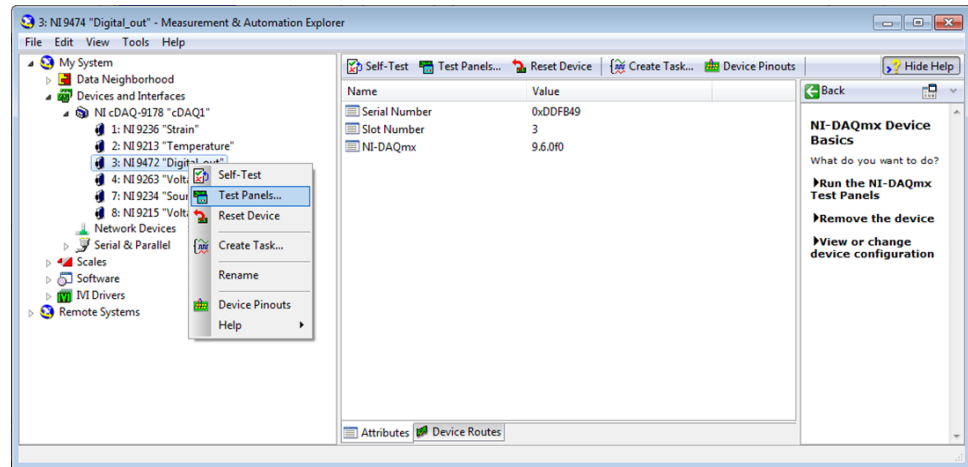 3: NI 9474 "Digital_out" - Measurement & Automation Explorer
File Edit View Tools Help
My System
Data Neighborhood
Devices and Interfaces
NI cDAQ-9178 "cDAQ1"
1: NI 9236 "Strain"
2: NI 9213 "Temperature"
3: NI 9472 "Digital_out"
4: NI 9263 "Volt
7: NI 9234 "Sour
8: NI 9215 "Volt
Network Devices
Serial & Parallel
Scales
Software
IVI Drivers
Remote Systems
Self-Test
Test Panels...
Reset Device
Create Task...
Rename
Device Pinouts
Help
Self-Test Test Panels... Reset Device Create Task... Device Pinouts Hide Help
Name Value
Serial Number 0xDDFB49
Slot Number 3
NI-DAQmx 9.6.0f0
Attributes Device Routes
Back
NI-DAQmx Device
Basics
What do you want to do?
Run the NI-DAQmx
Test Panels
Remove the device
View or change
device configuration